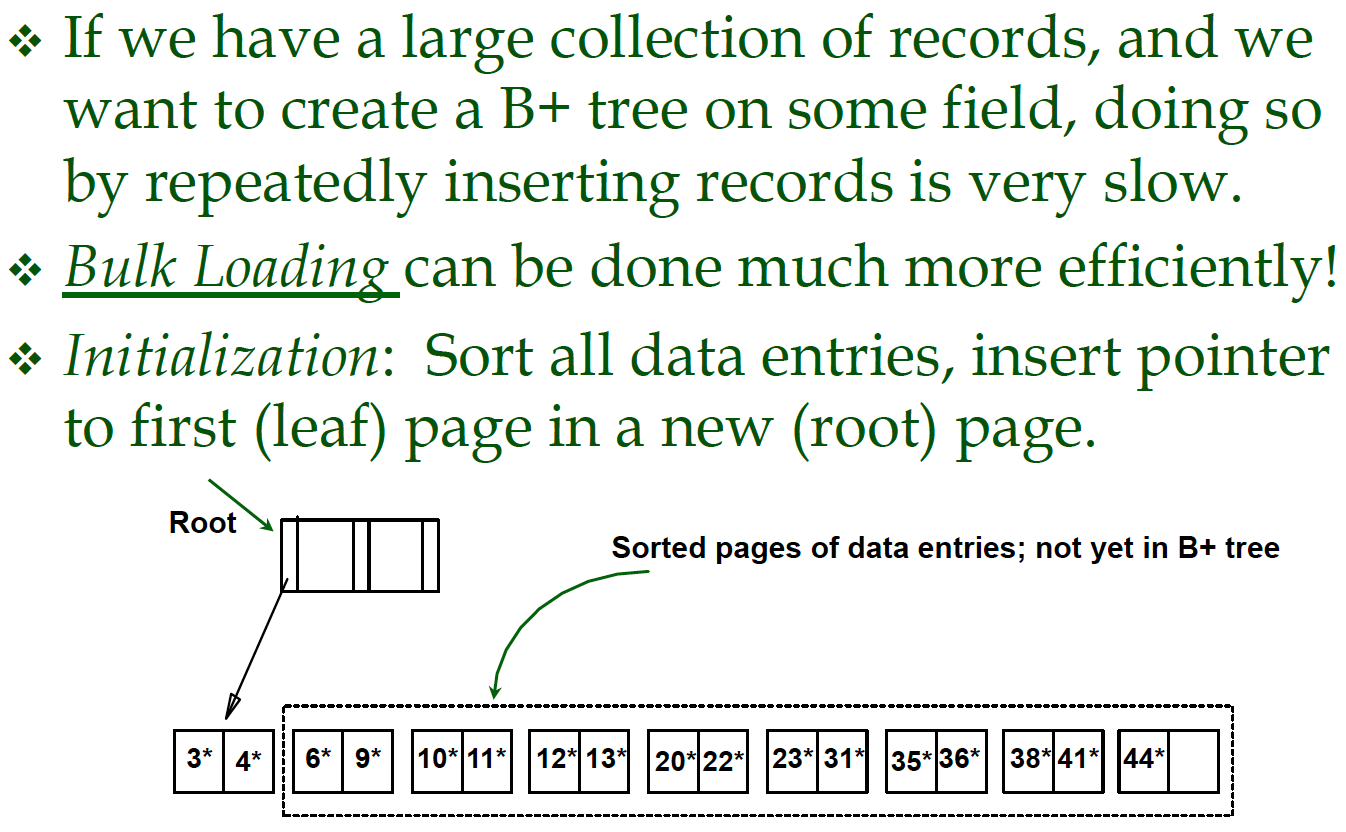 ❖ If we have a large collection of records, and we
want to create a B+ tree on some field, doing so
by repeatedly inserting records is very slow.
❖ Bulk Loading can be done much more efficiently!
❖ Initialization: Sort all data entries, insert pointer
to first (leaf) page in a new (root) page.
Root
Sorted pages of data entries; not yet in B+ tree
3* 4* 6* 9* 10* 11* 12* 13* 20* 22* 23* 31* 35* 36* 38* 41* 44*